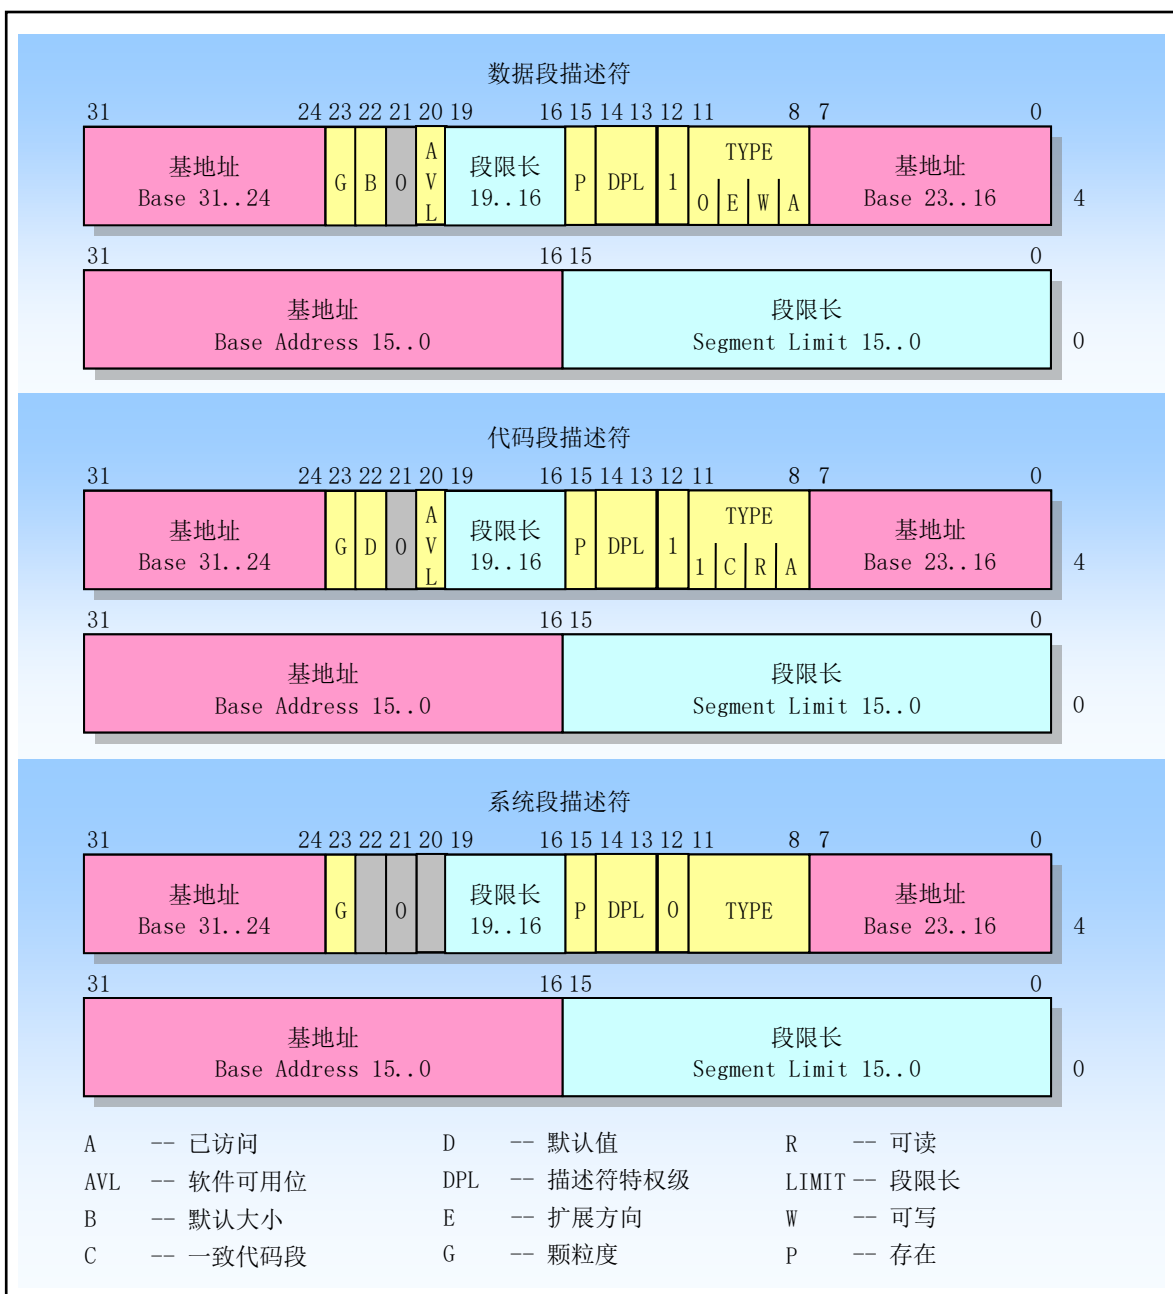 数据段描述符
31 24 23 22 21 20 19 16 15 14 13 12 11 8 7 0
基地址 Base 31..24 G B 0 AVL 段限长 19..16 P DPL 1 TYPE 0 E W A 基地址 Base 23..16 4
31 16 15 0
基地址 段限长
Base Address 15..0 Segment Limit 15..0 0
代码段描述符
31 24 23 22 21 20 19 16 15 14 13 12 11 8 7 0
基地址 Base 31..24 G D 0 AVL 段限长 19..16 P DPL 1 TYPE 1 C R A 基地址 Base 23..16 4
31 16 15 0
基地址 段限长
Base Address 15..0 Segment Limit 15..0 0
系统段描述符
31 24 23 22 21 20 19 16 15 14 13 12 11 8 7 0
基地址 Base 31..24 G 0 段限长 19..16 P DPL 0 TYPE 基地址 Base 23..16 4
31 16 15 0
基地址 段限长
Base Address 15..0 Segment Limit 15..0 0
A -- 已访问 D -- 默认值 R -- 可读
AVL -- 软件可用位 DPL -- 描述符特权级 LIMIT -- 段限长
B -- 默认大小 E -- 扩展方向 W -- 可写
C -- 一致代码段 G -- 颗粒度 P -- 存在